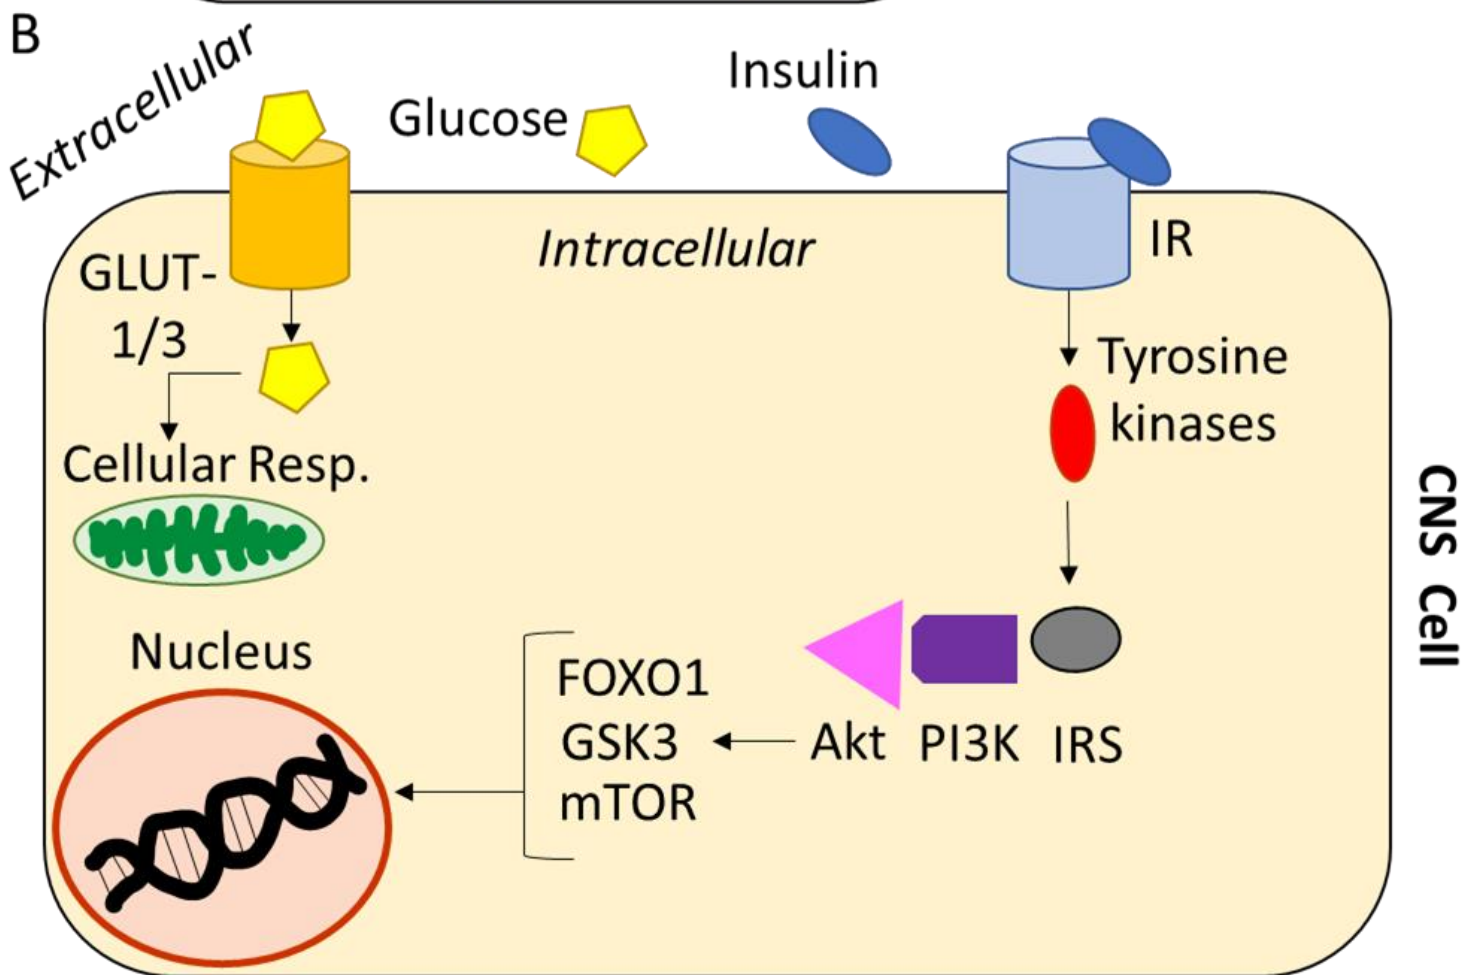 B
Extracellular
Glucose
Insulin
Intracellular
IR
GLUT-
1/3
Tyrosine
kinases
Cellular Resp.
CNS Cell
Nucleus
FOXO1
GSK3
mTOR
Akt
PI3K
IRS